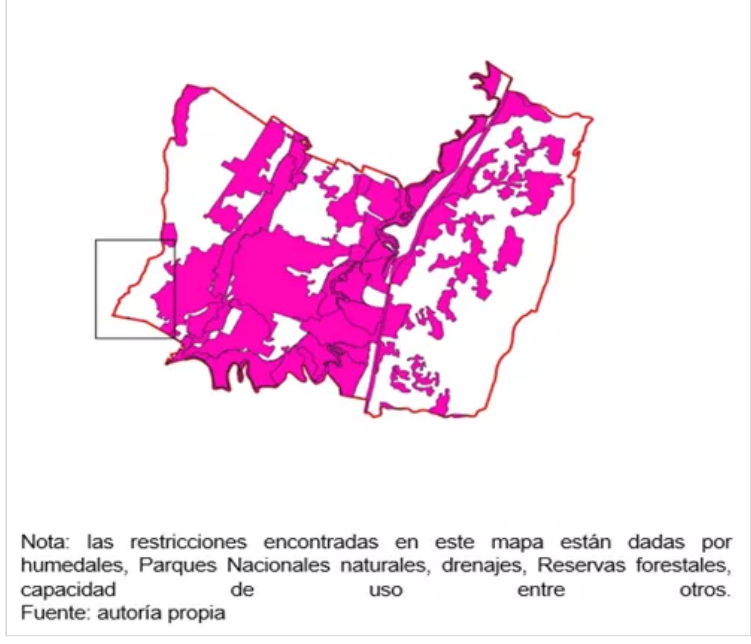 Nota: las restricciones encontradas en este mapa están dadas por
humedales, Parques Nacionales naturales, drenajes, Reservas forestales,
capacidad de uso entre otros.
Fuente: autoría propia